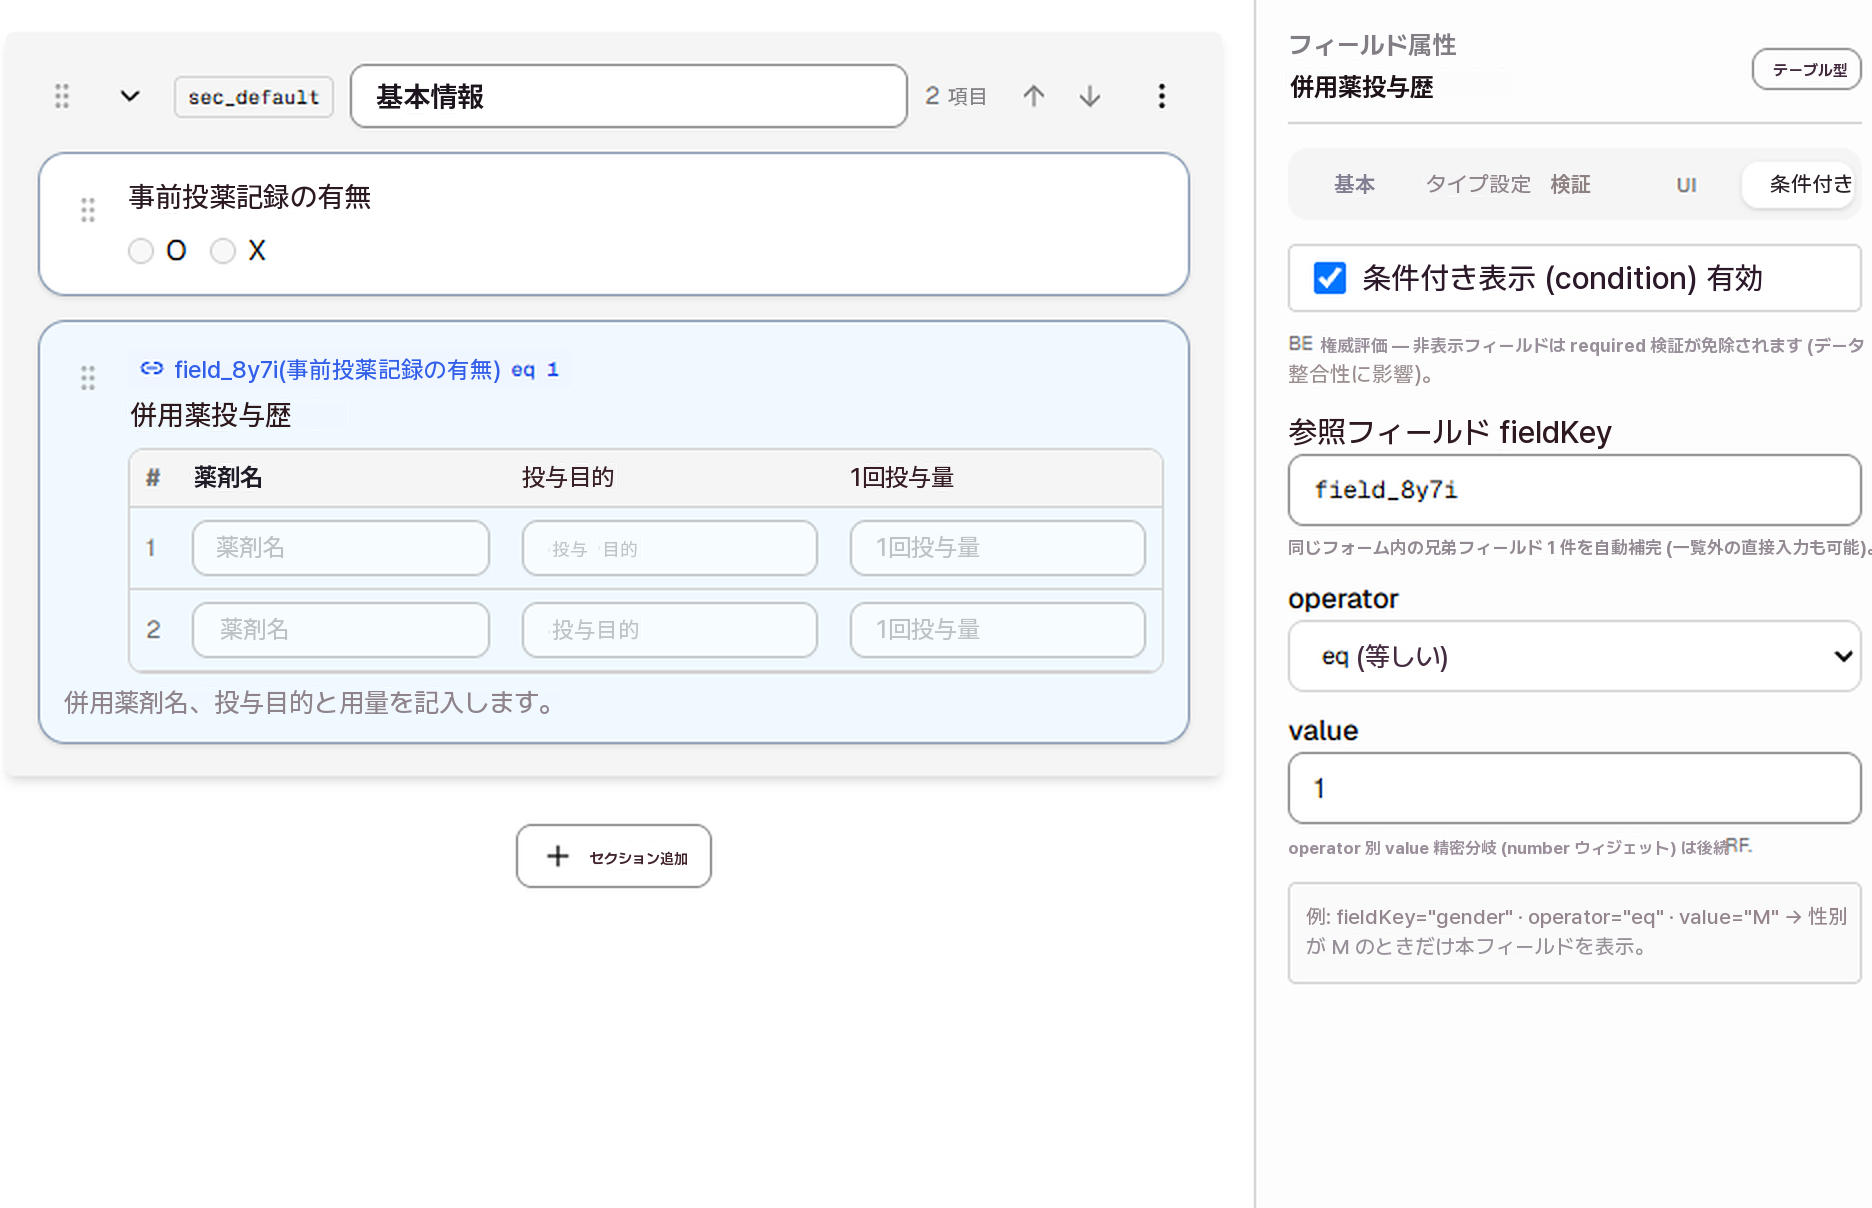 sec_default
基本情報
2 項目
事前投薬記録の有無
O X
field_8y7i(事前投薬記録の有無) eq 1
併用薬投与歴
# 薬剤名 投与目的 1回投与量
1 薬剤名 投与 目的 1回投与量
2 薬剤名 投与目的 1回投与量
併用薬剤名、投与目的と用量を記入します。
+ セクション追加
フィールド属性
併用薬投与歴
テーブル型
基本 タイプ設定 検証 UI 条件付き
条件付き表示 (condition) 有効
BE 権威評価 — 非表示フィールドは required 検証が免除されます (データ
整合性に影響)。
参照フィールド fieldKey
field_8y7i
同じフォーム内の兄弟フィールド 1 件を自動補完 (一覧外の直接入力も可能)。
operator
eq (等しい)
value
1
operator 別 value 精密分岐 (number ウィジェット) は後続RF.
例: fieldKey="gender" · operator="eq" · value="M" → 性別
が M のときだけ本フィールドを表示。